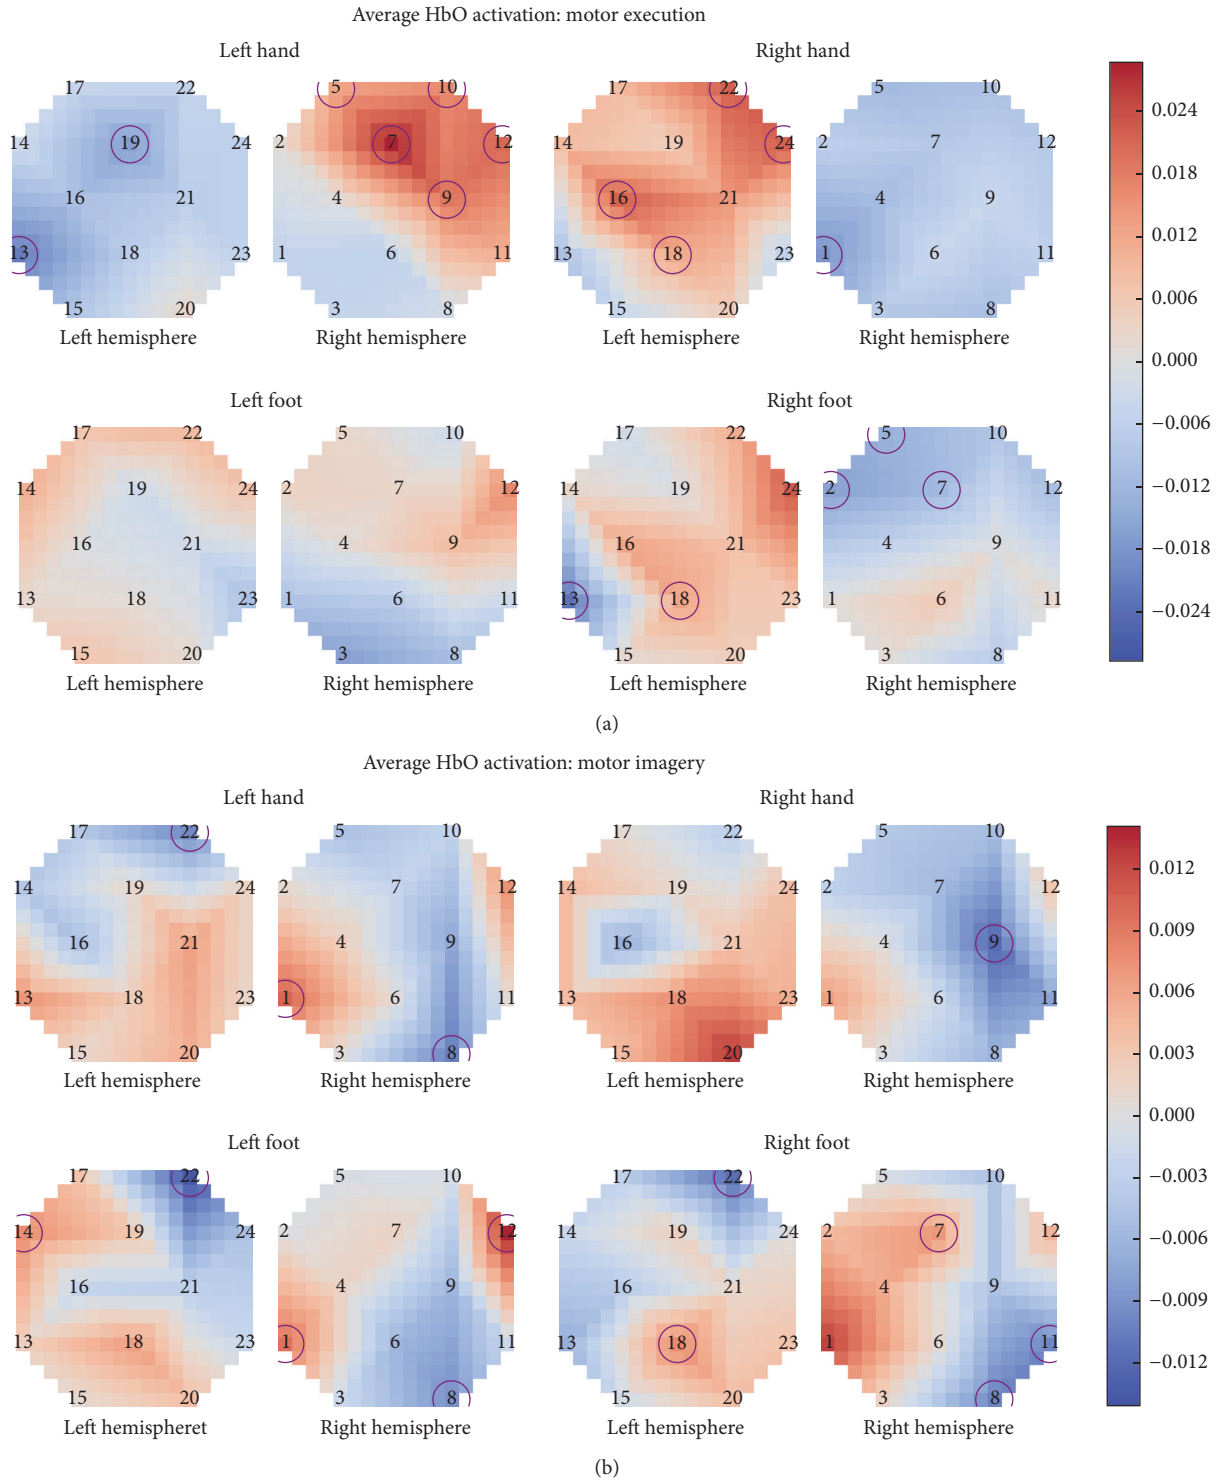 Average HbO activation: motor execution
Left hand Right hand
17 22 5 10 17 22 5 10
14 19 24 2 7 12 14 19 24 2 7 12
16 21 4 9 16 21 4 9
13 18 23 1 6 11 13 18 23 1 6 11
15 20 3 8 15 20 3 8
Left hemisphere Right hemisphere Left hemisphere Right hemisphere
Left foot Right foot
17 22 5 10 17 22 5 10
14 19 24 2 7 12 14 19 24 2 7 12
16 21 4 9 16 21 4 9
13 18 23 1 6 11 13 18 23 1 6 11
15 20 3 8 15 20 3 8
Left hemisphere Right hemisphere Left hemisphere Right hemisphere
0.024
0.018
0.012
0.006
0.000
−0.006
−0.012
−0.018
−0.024
(a)
Average HbO activation: motor imagery
Left hand Right hand
17 22 5 10 17 22 5 10
14 19 24 2 7 12 14 19 24 2 7 12
16 21 4 9 16 21 4 9
13 18 23 1 6 11 13 18 23 1 6 11
15 20 3 8 15 20 3 8
Left hemisphere Right hemisphere Left hemisphere Right hemisphere
Left foot Right foot
17 22 5 10 17 22 5 10
14 19 24 2 7 12 14 19 24 2 7 12
16 21 4 9 16 21 4 9
13 18 23 1 6 11 13 18 23 1 6 11
15 20 3 8 15 20 3 8
Left hemispheret Right hemisphere Left hemisphere Right hemisphere
0.012
0.009
0.006
0.003
0.000
−0.003
−0.006
−0.009
−0.012
(b)